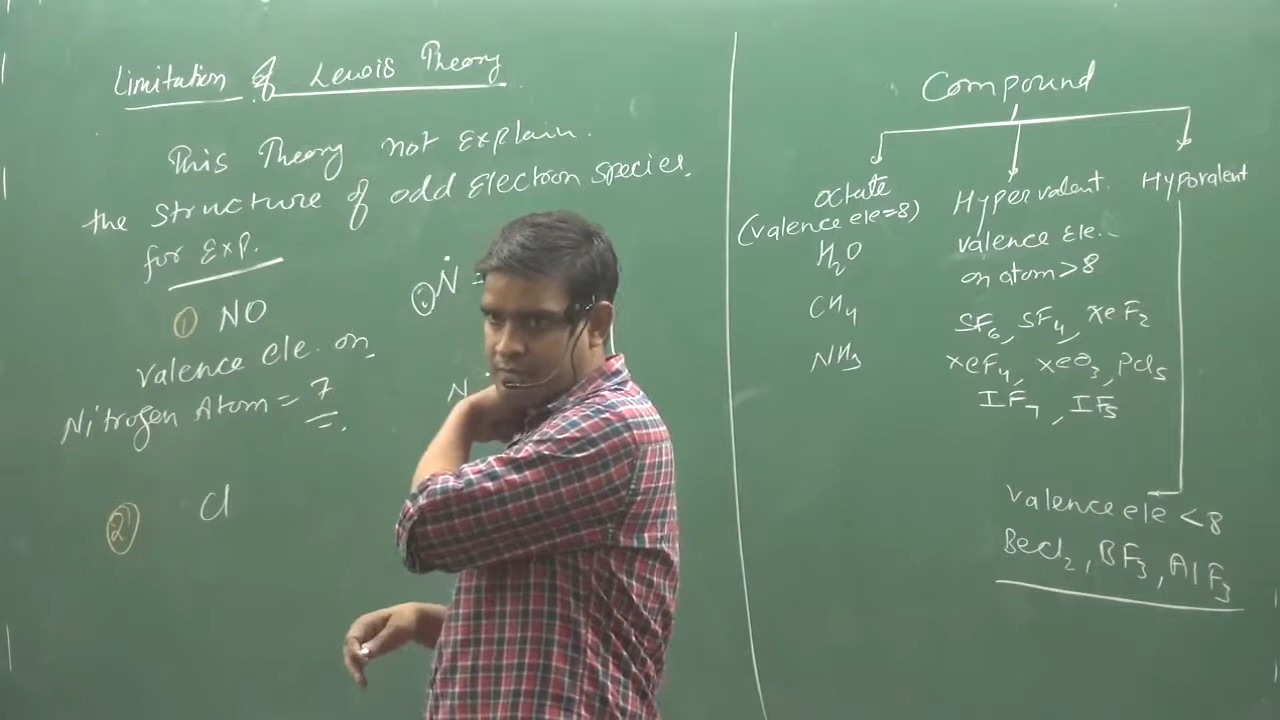 Limitation of Lewis Theory
This Theory not Explain.
the structure of odd Electron species.
for Exp.
① NO
Valence ele. on
Nitrogen Atom = 7
② Cl
N =
N
Compound
octate
(valence ele=8)
H₂O
CH₄
NH₃
Hypervalent.
valence Ele..
on atom > 8
SF₆, SF₄, XeF₂
XeF₄, XeO₃, PCl₅
IF₇, IF₅
Hypovalent
Valence ele < 8
BeCl₂, BF₃, AlF₃